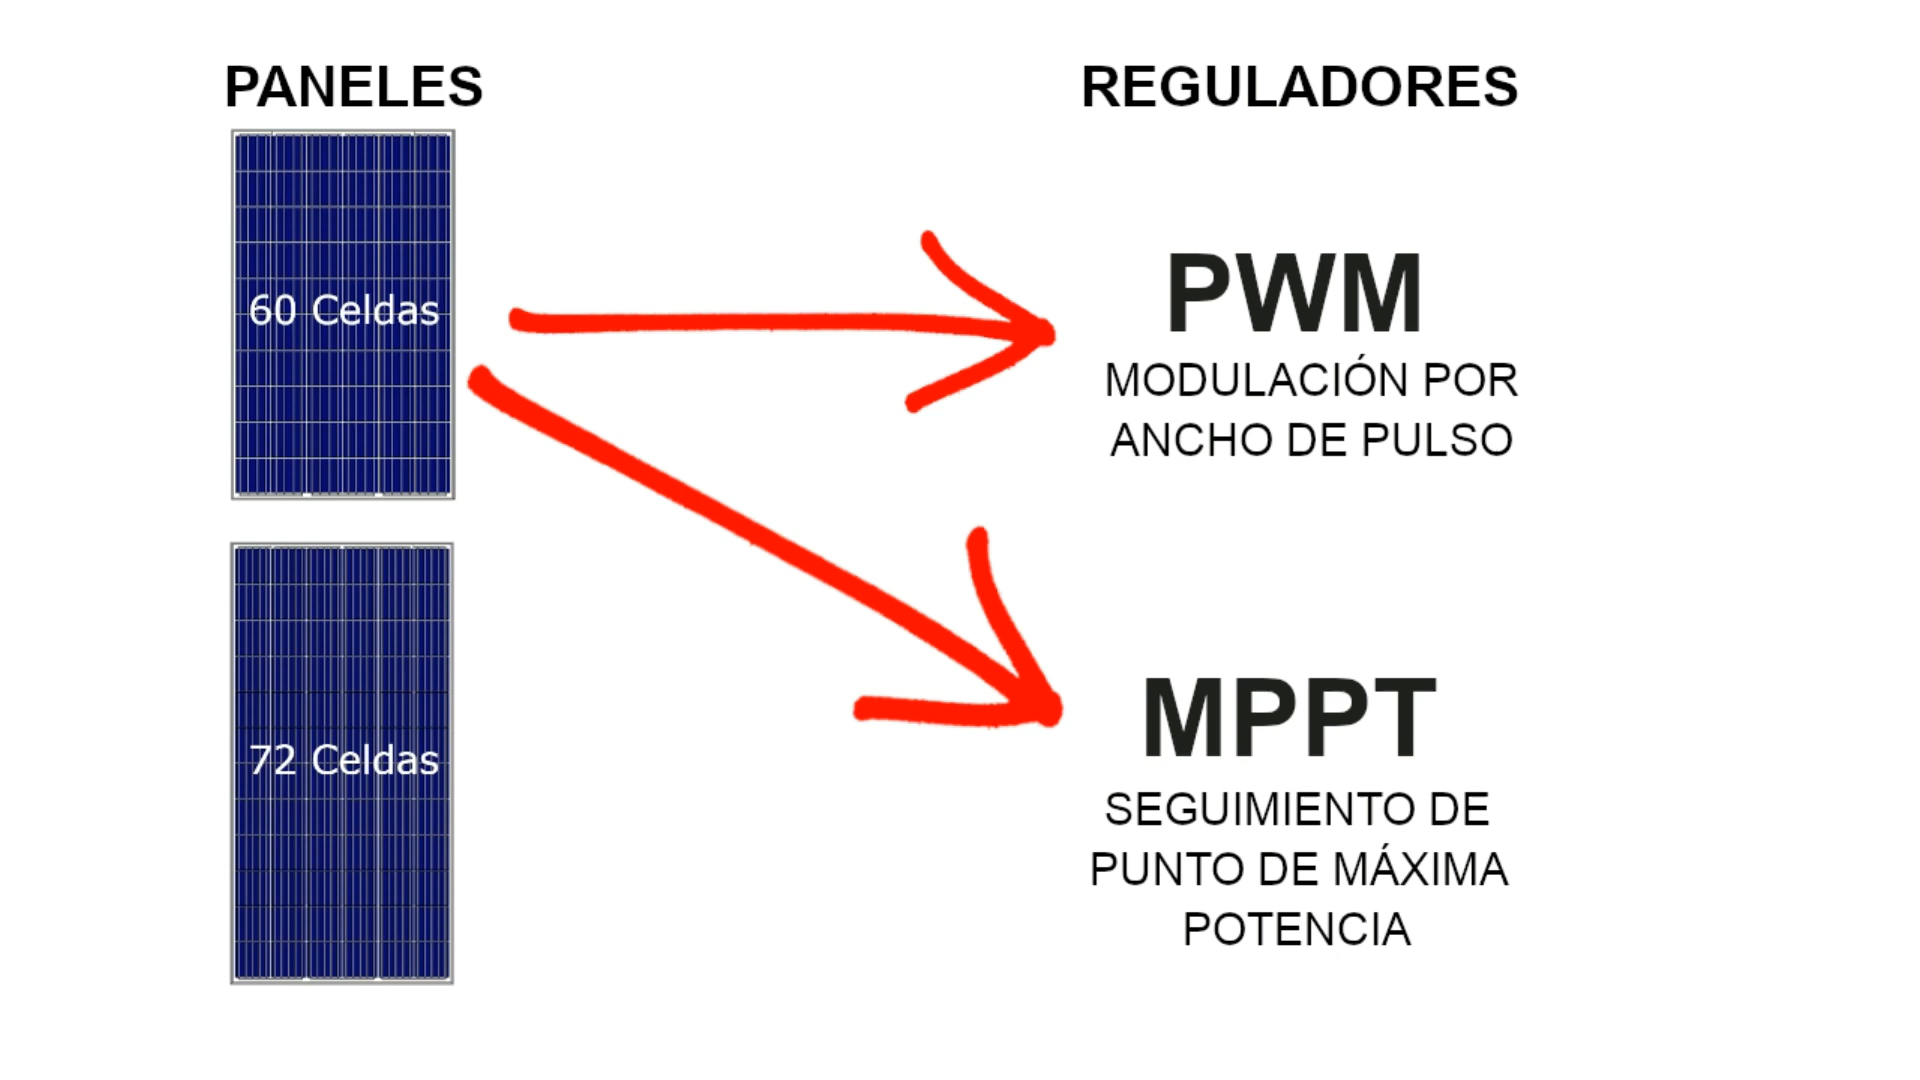 PANELES
60 Celdas
72 Celdas
REGULADORES
PWM
MODULACIÓN POR
ANCHO DE PULSO
MPPT
SEGUIMIENTO DE
PUNTO DE MÁXIMA
POTENCIA